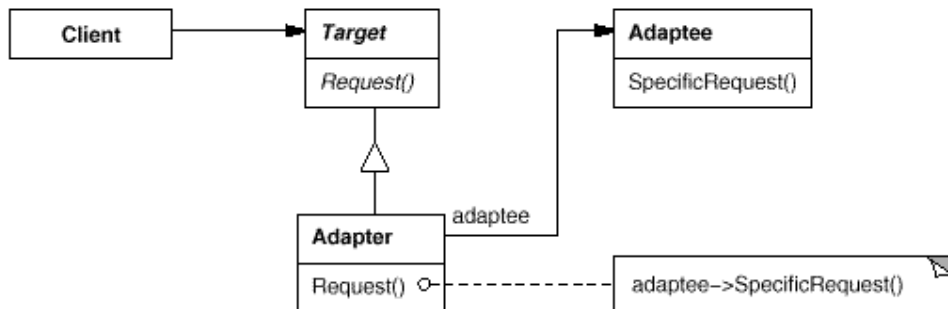 Client
Target
Request()
Adaptee
SpecificRequest()
adaptee
Adapter
Request()
adaptee–>SpecificRequest()